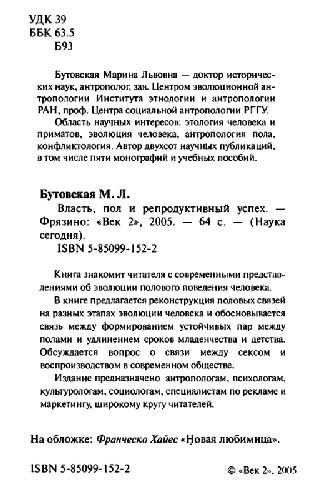 УДК 39
ББК 63.5
Б93
Бутовская Марина Львовна — доктор историчес-
ких наук, антрополог, зав. Центром эволюционной ан-
тропологии Института этнологии и антропологии
РАН, проф. Центра социальной антропологии РГГУ.
Область научных интересов: этология человека и
приматов, эволюция человека, антропология пола,
конфликтология. Автор двухсот научных публикаций,
в том числе пяти монографий и учебных пособий.
Бутовская М. Л.
Власть, пол и репродуктивный успех. —
Фрязино: «Век 2», 2005. — 64 с. — (Наука
сегодня).
ISBN 5-85099-152-2
Книга знакомит читателя с современными представ-
лениями об эволюции полового поведения человека.
В книге предлагается реконструкция половых связей
на разных этапах эволюции человека и обосновывается
связь между формированием устойчивых пар между
полами и удлинением сроков младенчества и детства.
Обсуждается вопрос о связи между сексом и
воспроизводством в современном обществе.
Издание предназначено антропологам, психологам,
культурологам, социологам, специалистам по рекламе и
маркетингу, широкому кругу читателей.
На обложке: Франческо Хайес «Новая любимица».
ISBN 5-85099-152-2
© «Век 2», 2005